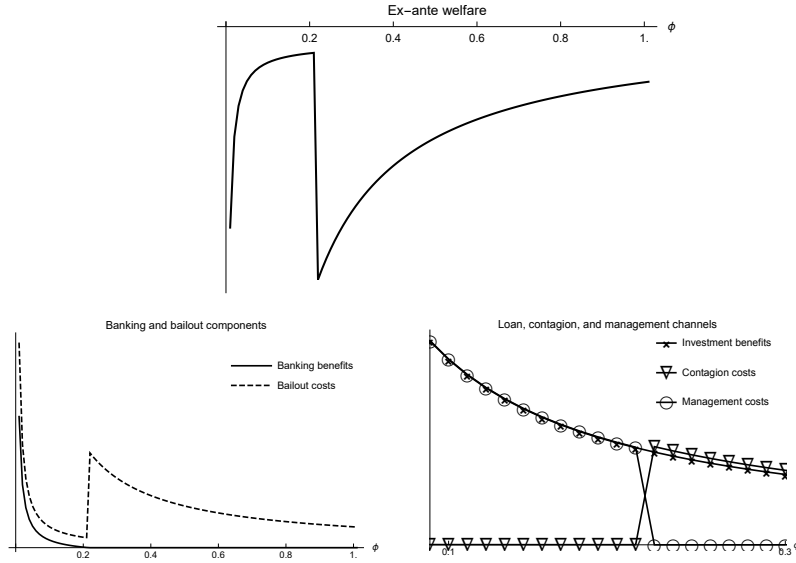 Ex–ante welfare
ϕ
0.2 0.4 0.6 0.8 1.
Banking and bailout components
Banking benefits
Bailout costs
0.2 0.4 0.6 0.8 1. ϕ
Loan, contagion, and management channels
Investment benefits
Contagion costs
Management costs
0.1 0.3